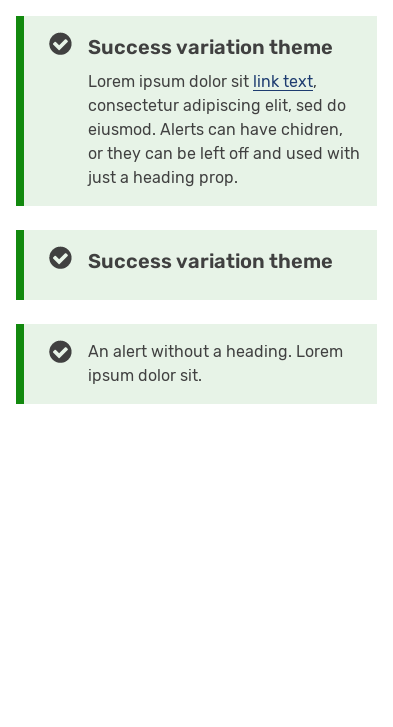 Success variation theme
Lorem ipsum dolor sit link text,
consectetur adipiscing elit, sed do
eiusmod. Alerts can have chidren,
or they can be left off and used with
just a heading prop.
Success variation theme
An alert without a heading. Lorem
ipsum dolor sit.